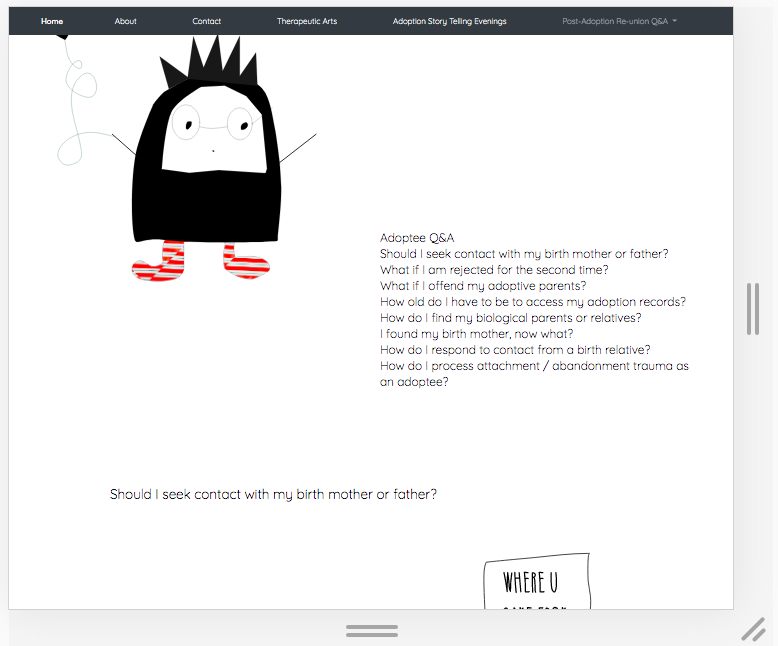 Home About Contact Therapeutic Arts Adoption Story Telling Evenings Post-Adoption Re-union Q&A
Adoptee Q&A
Should I seek contact with my birth mother or father?
What if I am rejected for the second time?
What if I offend my adoptive parents?
How old do I have to be to access my adoption records?
How do I find my biological parents or relatives?
I found my birth mother, now what?
How do I respond to contact from a birth relative?
How do I process attachment / abandonment trauma as
an adoptee?
Should I seek contact with my birth mother or father?
WHERE U